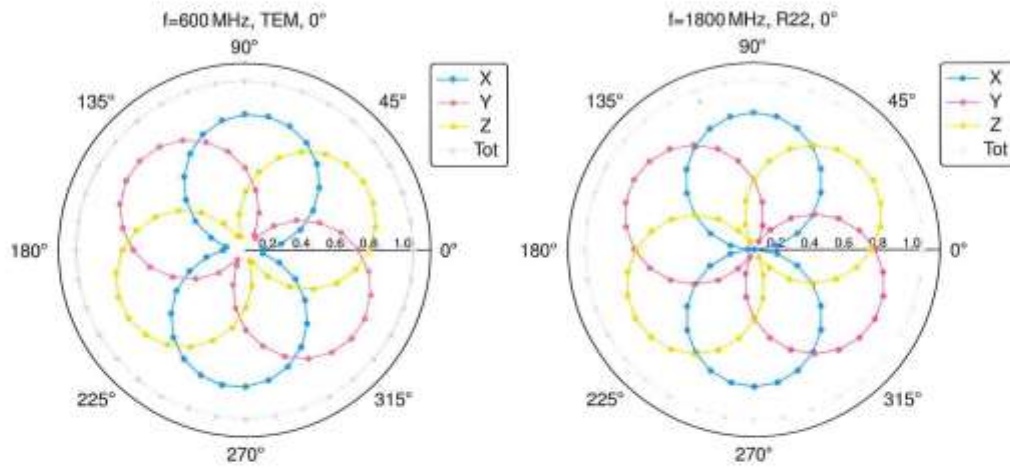 f=600 MHz, TEM, 0°
90°
135°
45°
X
Y
Z
Tot
180°
0.2 0.4 0.6 0.8 1.0
0°
225°
315°
270°
f=1800 MHz, R22, 0°
90°
135°
45°
X
Y
Z
Tot
180°
0.2 0.4 0.6 0.8 1.0
0°
225°
315°
270°